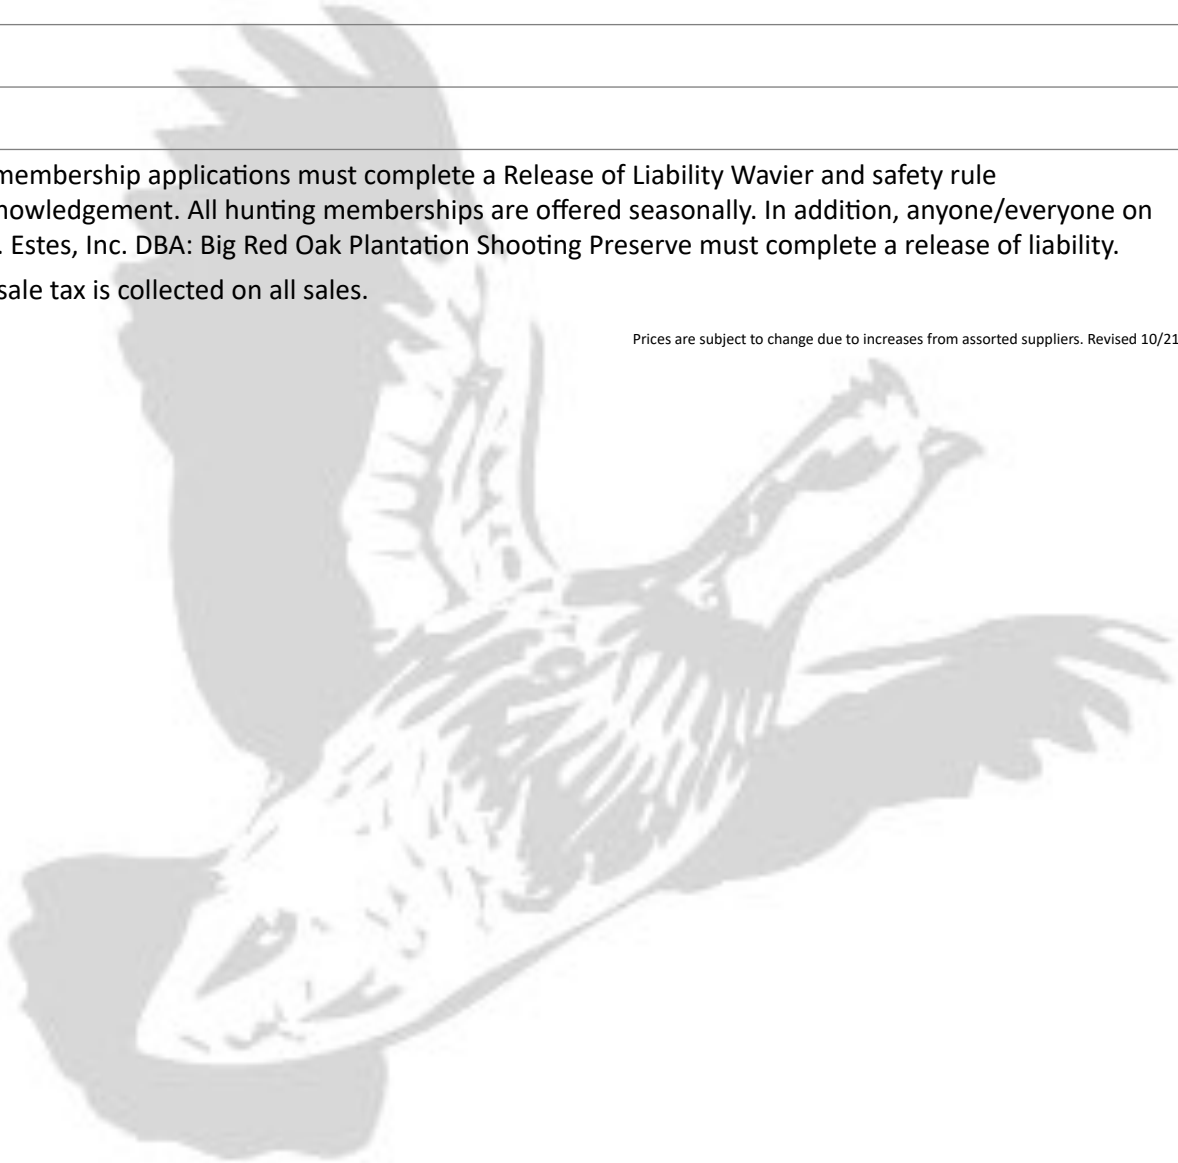 membership applications must complete a Release of Liability Wavier and safety rule
nowledgement. All hunting memberships are offered seasonally. In addition, anyone/everyone on
. Estes, Inc. DBA: Big Red Oak Plantation Shooting Preserve must complete a release of liability.
sale tax is collected on all sales.
Prices are subject to change due to increases from assorted suppliers. Revised 10/21